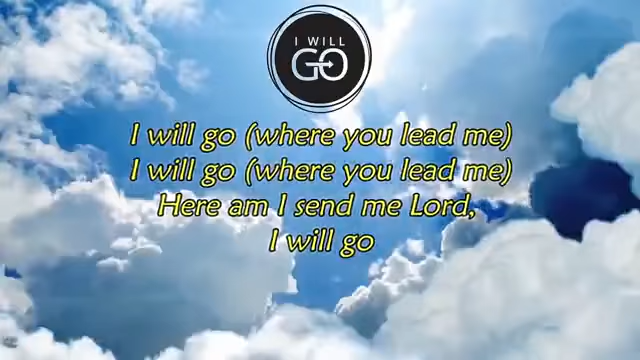 I WILL
GO
I will go (where you lead me)
I will go (where you lead me)
Here am I send me Lord,
I will go